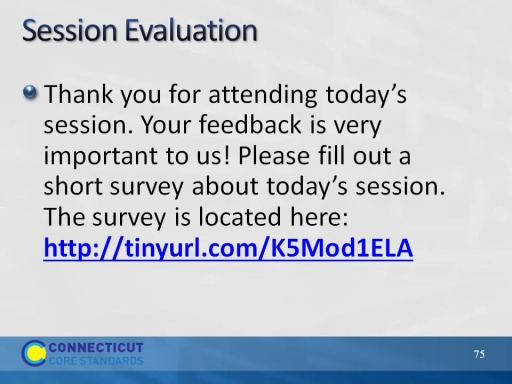 Session Evaluation
Thank you for attending today’s
session. Your feedback is very
important to us! Please fill out a
short survey about today’s session.
The survey is located here:
http://tinyurl.com/K5Mod1ELA
CONNECTICUT
CORE STANDARDS
75